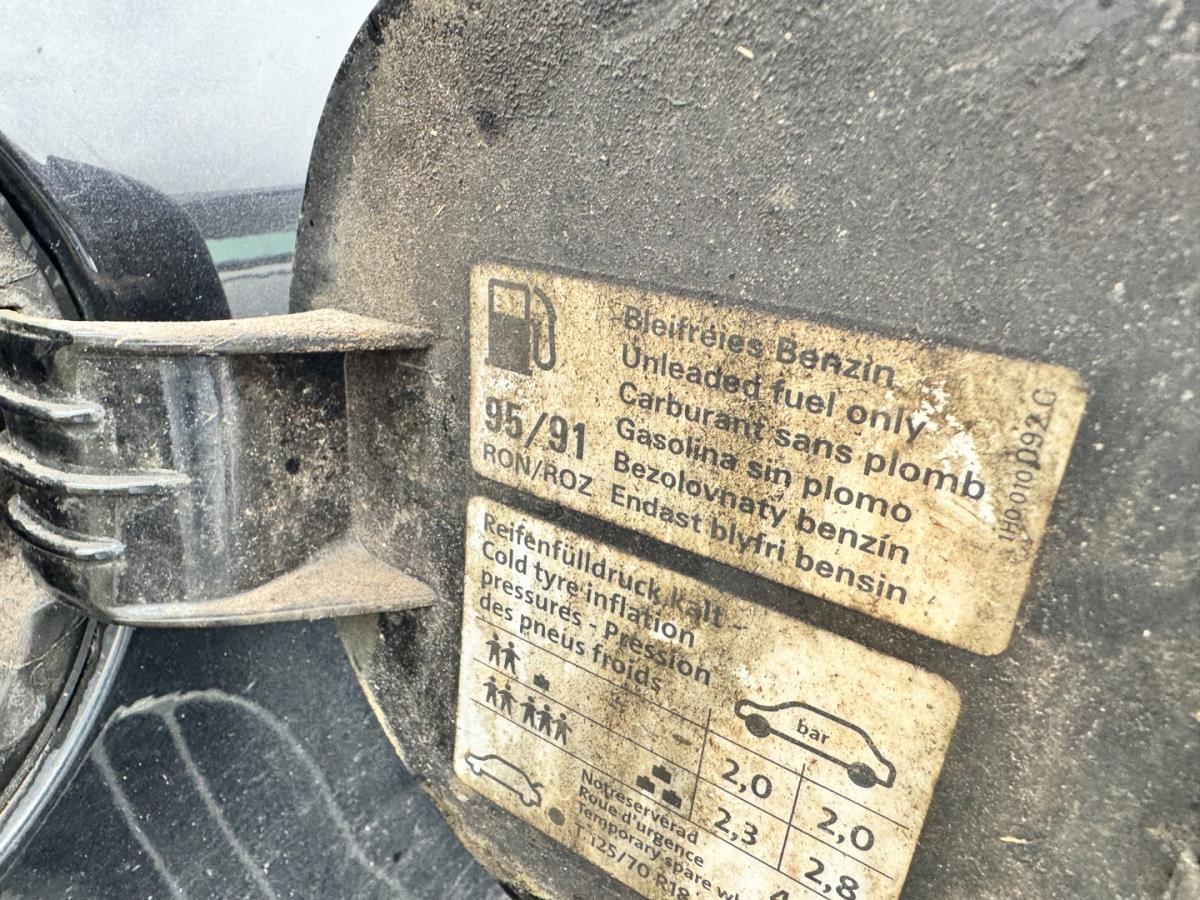 Bleifreies Benzin
Unleaded fuel only
Carburant sans plomb
Gasolina sin plomo
Bezolovnatý benzín
Endast blyfri bensin
95/91
RON/ROZ
1H0 010 092 G
Reifenfülldruck kalt -
Cold tyre inflation
pressures - Pression
des pneus froids
bar
2,0 2,0
2,3 2,8
Notreserverad
Roue d'urgence
Temporary spare
T 125/70 R18